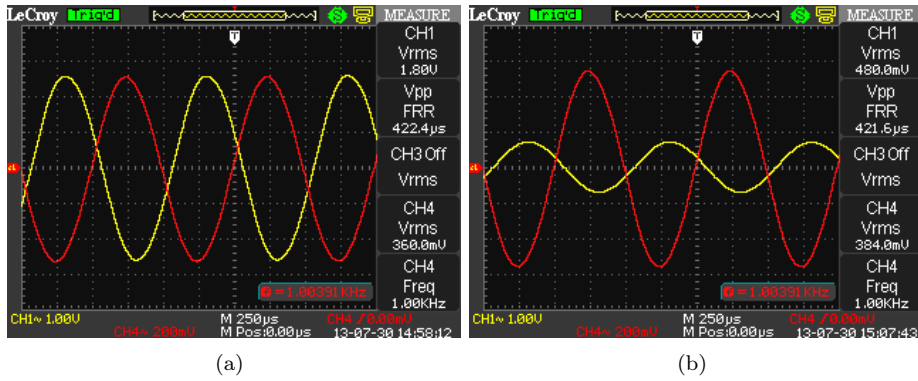 LeCroy Trig'd S MEASURE
T
CH1
Vrms
1.80V
Vpp
FRR
422.4µs
CH3 Off
Vrms
CH4
Vrms
360.0mV
CH4
Freq
1.00KHz
= 1.00391KHz
CH1~ 1.00V M 250µs CH4 / 0.00mV
CH4~ 200mV M Pos:0.00µs 13-07-30 14:58:12
(a)
LeCroy Trig'd S MEASURE
T
CH1
Vrms
480.0mV
Vpp
FRR
421.6µs
CH3 Off
Vrms
CH4
Vrms
384.0mV
CH4
Freq
1.00KHz
= 1.00391KHz
CH1~ 1.00V M 250µs CH4 / 0.00mV
CH4~ 200mV M Pos:0.00µs 13-07-30 15:07:43
(b)